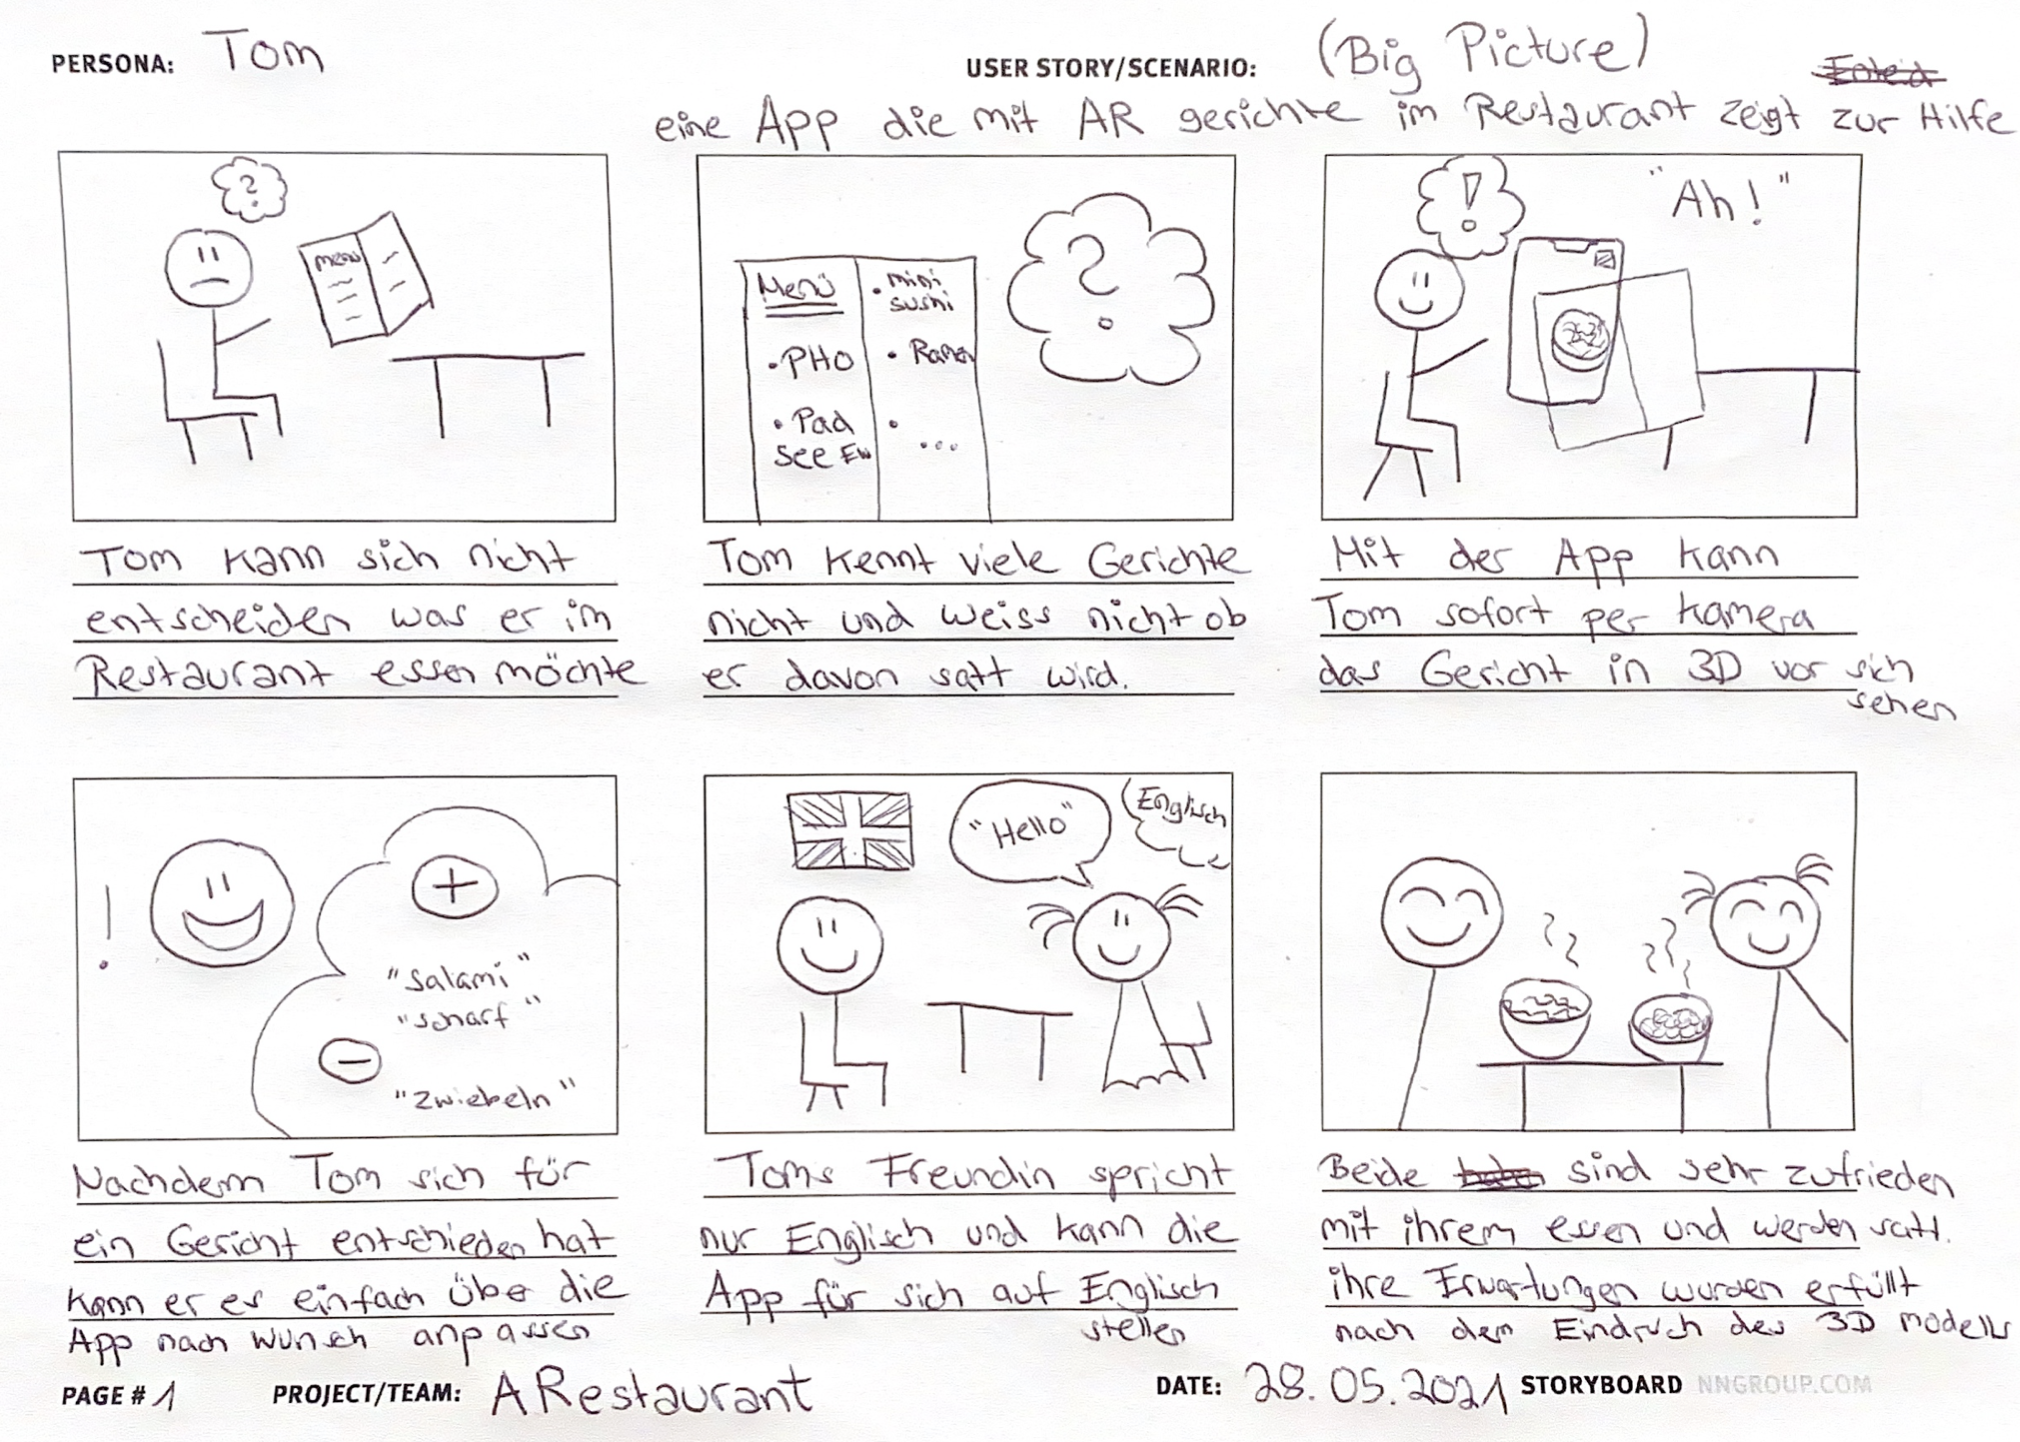 PERSONA: Tom
USER STORY/SCENARIO: (Big Picture)
eine App die mit AR gerichte im Restaurant zeigt zur Hilfe
?
menü
Menü
• PHO
• Pad
See Ew
• mini
sushi
• Ramen
•
...
?
!
"Ah!"
Tom kann sich nicht
entscheiden was er im
Restaurant essen möchte
Tom kennt viele Gerichte
nicht und weiss nicht ob
er davon satt wird.
Mit der App kann
Tom sofort per Kamera
das Gericht in 3D vor sich
sehen
!
+
"Salami"
"scharf"
−
"Zwiebeln"
"Hello"
Englisch
Nachdem Tom sich für
ein Gericht entschieden hat
kann er es einfach über die
App nach wunsch anpassen
Toms Freundin spricht
nur Englisch und kann die
App für sich auf Englisch
stellen
Beide sind sehr zufrieden
mit ihrem essen und werden satt.
ihre Erwartungen wurden erfüllt
nach dem Eindruck des 3D modells
PAGE # 1
PROJECT/TEAM: ARestaurant
DATE: 28.05.2021
STORYBOARD NNGROUP.COM